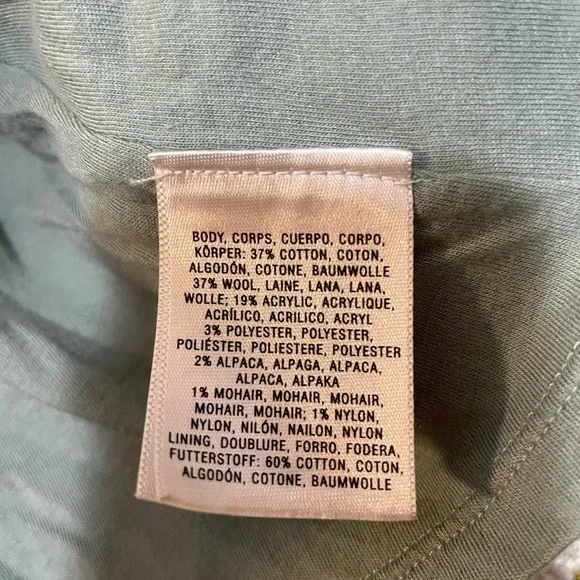 BODY, CORPS, CUERPO, CORPO,
KÖRPER: 37% COTTON, COTON,
ALGODÓN, COTONE, BAUMWOLLE
37% WOOL, LAINE, LANA, LANA,
WOLLE; 19% ACRYLIC, ACRYLIQUE,
ACRÍLICO, ACRILICO, ACRYL
3% POLYESTER, POLYESTER,
POLIÉSTER, POLIESTERE, POLYESTER
2% ALPACA, ALPAGA, ALPACA,
ALPACA, ALPAKA
1% MOHAIR, MOHAIR, MOHAIR,
MOHAIR, MOHAIR; 1% NYLON,
NYLON, NILÓN, NAILON, NYLON
LINING, DOUBLURE, FORRO, FODERA,
FUTTERSTOFF: 60% COTTON, COTON,
ALGODÓN, COTONE, BAUMWOLLE